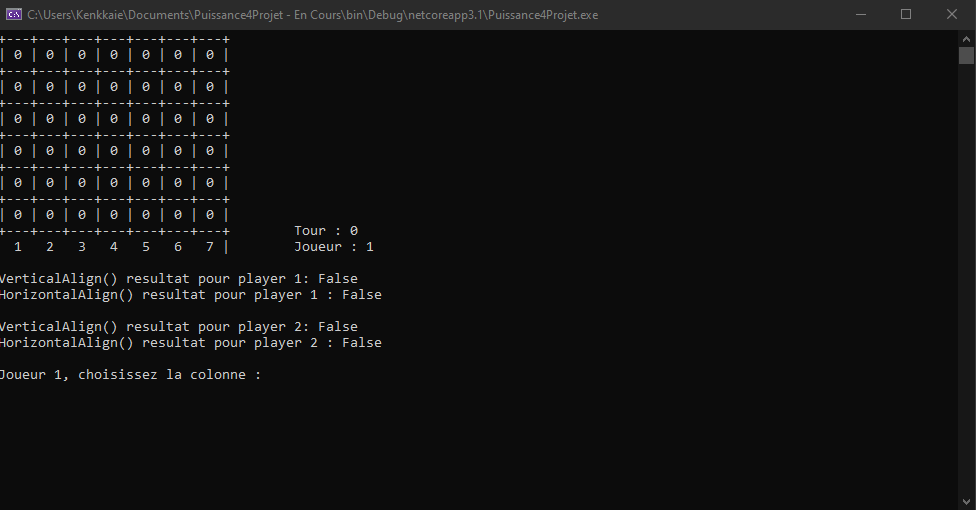 C:\Users\Kenkkaie\Documents\Puissance4Projet - En Cours\bin\Debug\netcoreapp3.1\Puissance4Projet.exe
+---+---+---+---+---+---+---+
| 0 | 0 | 0 | 0 | 0 | 0 | 0 |
+---+---+---+---+---+---+---+
| 0 | 0 | 0 | 0 | 0 | 0 | 0 |
+---+---+---+---+---+---+---+
| 0 | 0 | 0 | 0 | 0 | 0 | 0 |
+---+---+---+---+---+---+---+
| 0 | 0 | 0 | 0 | 0 | 0 | 0 |
+---+---+---+---+---+---+---+
| 0 | 0 | 0 | 0 | 0 | 0 | 0 |
+---+---+---+---+---+---+---+
| 0 | 0 | 0 | 0 | 0 | 0 | 0 |
+---+---+---+---+---+---+---+        Tour : 0
  1   2   3   4   5   6   7 |        Joueur : 1
VerticalAlign() resultat pour player 1: False
HorizontalAlign() resultat pour player 1 : False
VerticalAlign() resultat pour player 2: False
HorizontalAlign() resultat pour player 2 : False
Joueur 1, choisissez la colonne :